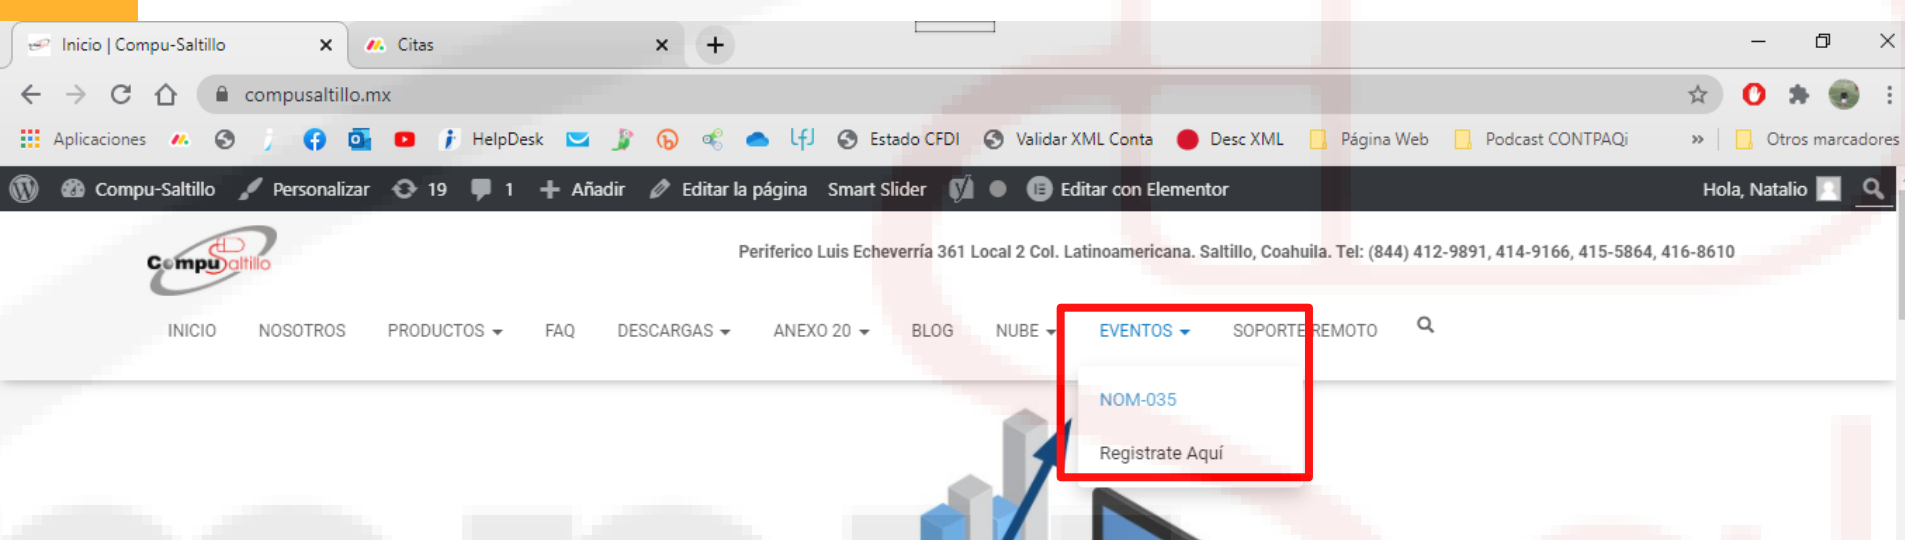 Inicio | Compu-Saltillo
Citas
compusaltillo.mx
Aplicaciones HelpDesk Estado CFDI Validar XML Conta Desc XML Página Web Podcast CONTPAQi » Otros marcadores
Compu-Saltillo Personalizar 19 1 + Añadir Editar la página Smart Slider Editar con Elementor Hola, Natalio
CompuSaltillo
Periferico Luis Echeverría 361 Local 2 Col. Latinoamericana. Saltillo, Coahuila. Tel: (844) 412-9891, 414-9166, 415-5864, 416-8610
INICIO NOSOTROS PRODUCTOS FAQ DESCARGAS ANEXO 20 BLOG NUBE EVENTOS SOPORTE REMOTO
NOM-035
Registrate Aquí